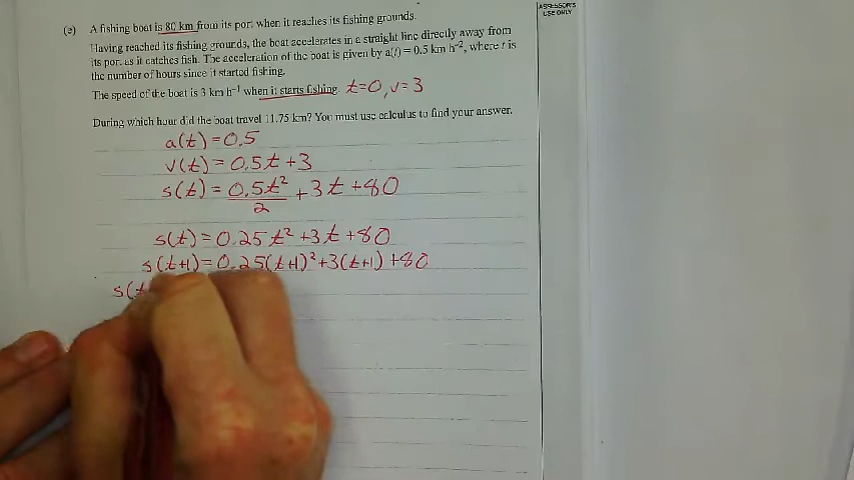 ASSESSOR'S
USE ONLY
(e) A fishing boat is 80 km from its port when it reaches its fishing grounds.
Having reached its fishing grounds, the boat accelerates in a straight line directly away from
its port as it catches fish. The acceleration of the boat is given by a(t) = 0.5 km h⁻², where t is
the number of hours since it started fishing.
The speed of the boat is 3 km h⁻¹ when it starts fishing. t=0, v=3
During which hour did the boat travel 11.75 km? You must use calculus to find your answer.
a(t) = 0.5
v(t) = 0.5t + 3
s(t) = 0.5t²/2 + 3t + 80
s(t) = 0.25t² + 3t + 80
s(t+1) = 0.25(t+1)² + 3(t+1) + 80
s(t